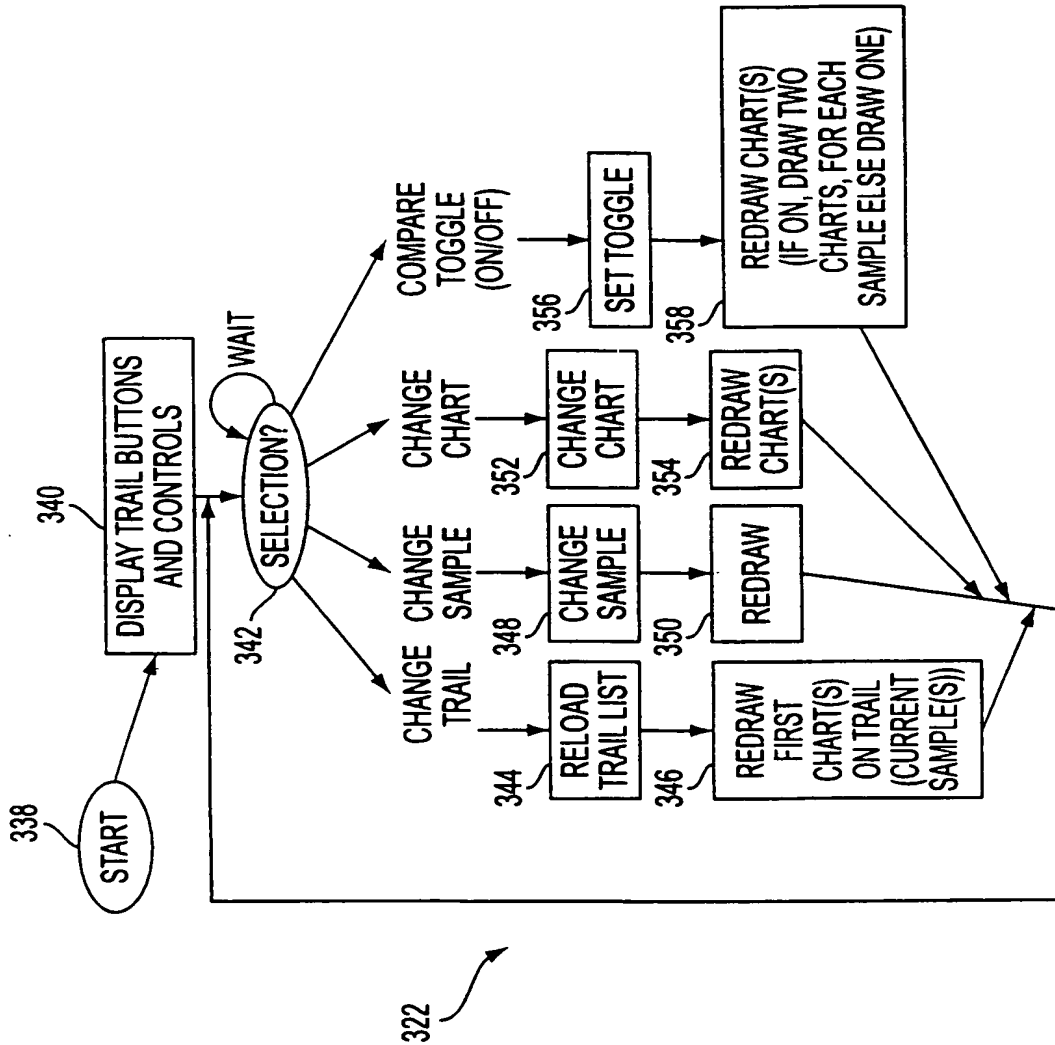 338
START
340
DISPLAY TRAIL BUTTONS
AND CONTROLS
342
SELECTION?
WAIT
CHANGE
TRAIL
CHANGE
SAMPLE
CHANGE
CHART
COMPARE
TOGGLE
(ON/OFF)
344
RELOAD
TRAIL LIST
348
CHANGE
SAMPLE
352
CHANGE
CHART
356
SET TOGGLE
346
REDRAW
FIRST
CHART(S)
ON TRAIL
(CURRENT
SAMPLE(S))
350
REDRAW
354
REDRAW
CHART(S)
358
REDRAW CHART(S)
(IF ON, DRAW TWO
CHARTS, FOR EACH
SAMPLE ELSE DRAW ONE)
322